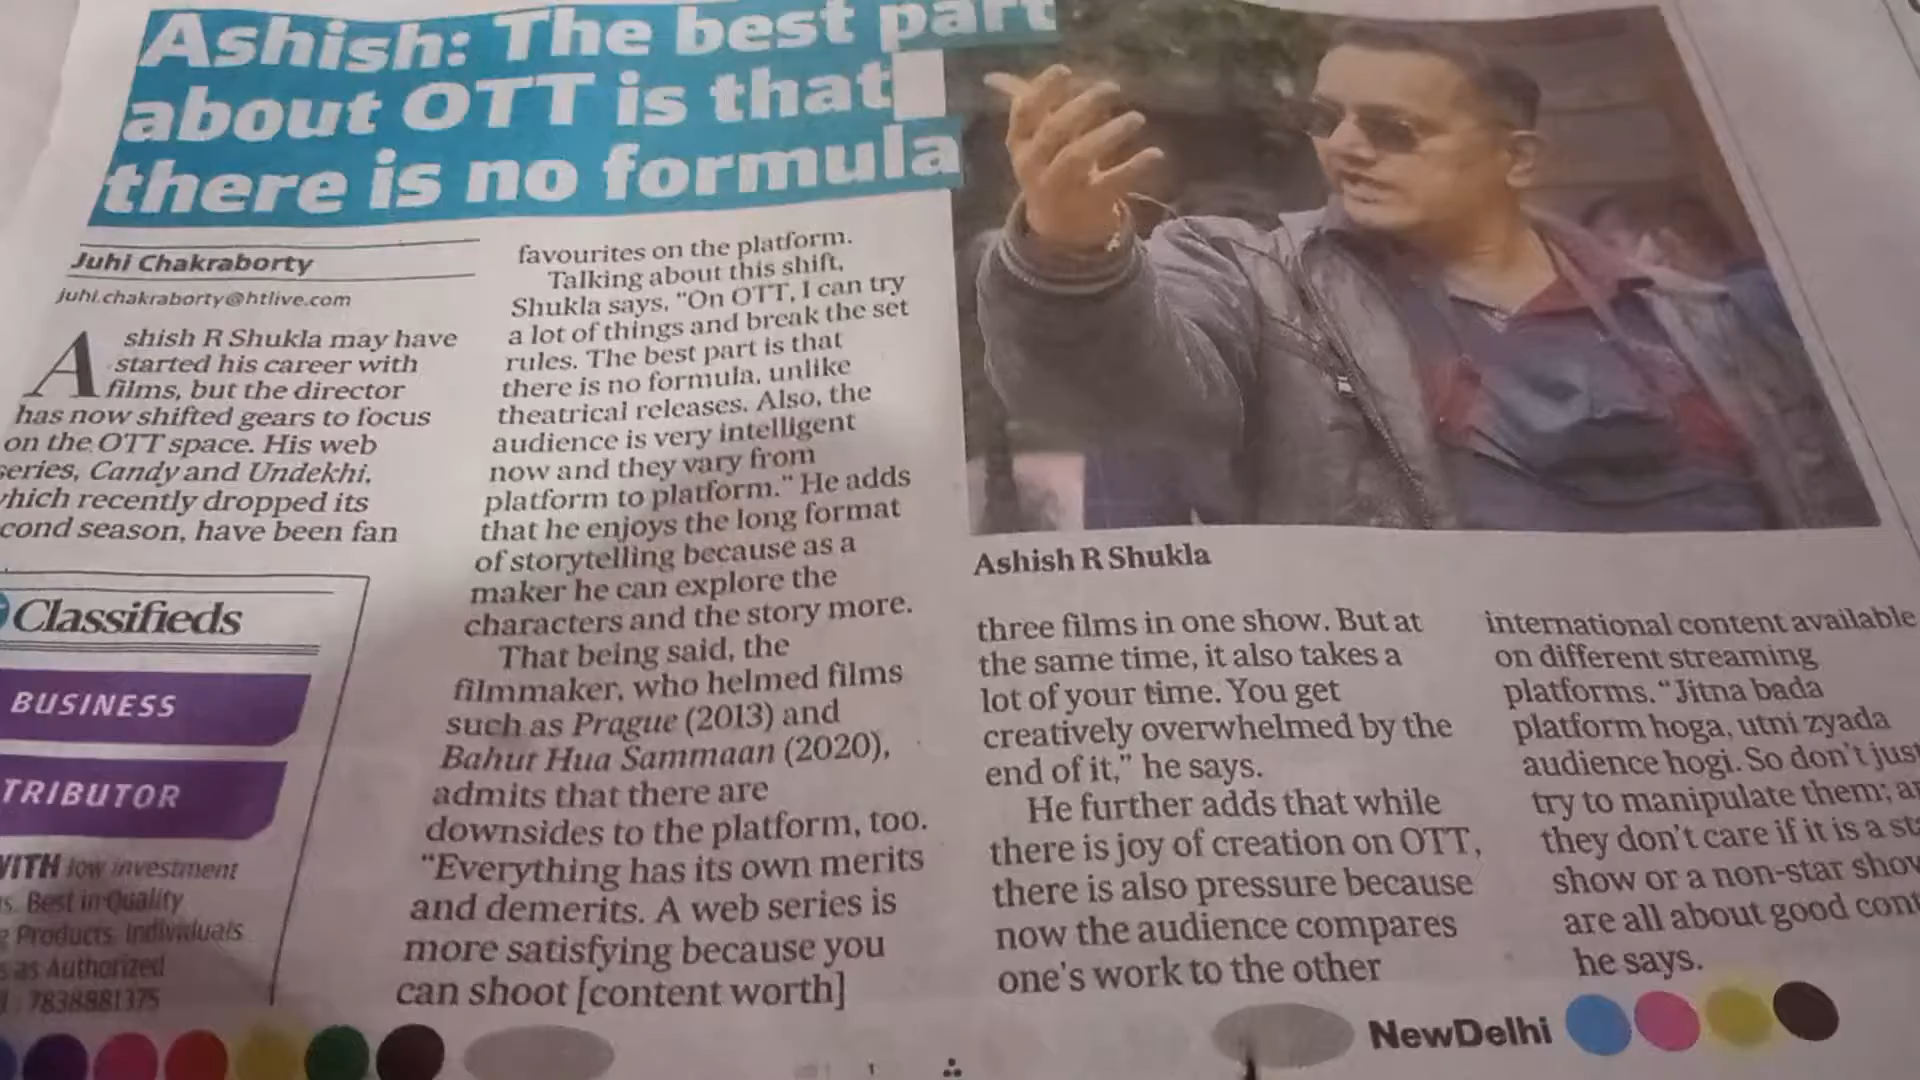 Ashish: The best part
about OTT is that
there is no formula
Juhi Chakraborty
juhi.chakraborty@htlive.com
Ashish R Shukla may have
started his career with
films, but the director
has now shifted gears to focus
on the OTT space. His web
series, Candy and Undekhi,
which recently dropped its
cond season, have been fan
favourites on the platform.
Talking about this shift,
Shukla says, "On OTT, I can try
a lot of things and break the set
rules. The best part is that
there is no formula, unlike
theatrical releases. Also, the
audience is very intelligent
now and they vary from
platform to platform." He adds
that he enjoys the long format
of storytelling because as a
maker he can explore the
characters and the story more.
That being said, the
filmmaker, who helmed films
such as Prague (2013) and
Bahut Hua Sammaan (2020),
admits that there are
downsides to the platform, too.
"Everything has its own merits
and demerits. A web series is
more satisfying because you
can shoot [content worth]
Ashish R Shukla
three films in one show. But at
the same time, it also takes a
lot of your time. You get
creatively overwhelmed by the
end of it," he says.
He further adds that while
there is joy of creation on OTT,
there is also pressure because
now the audience compares
one's work to the other
international content available
on different streaming
platforms. "Jitna bada
platform hoga, utni zyada
audience hogi. So don't just
try to manipulate them;
they don't care if it is a
show or a non-star show
are all about good
he says.
Classifieds
BUSINESS
TRIBUTOR
WITH low investment
Best in Quality
Products. Individuals
as Authorized
7838881375
NewDelhi